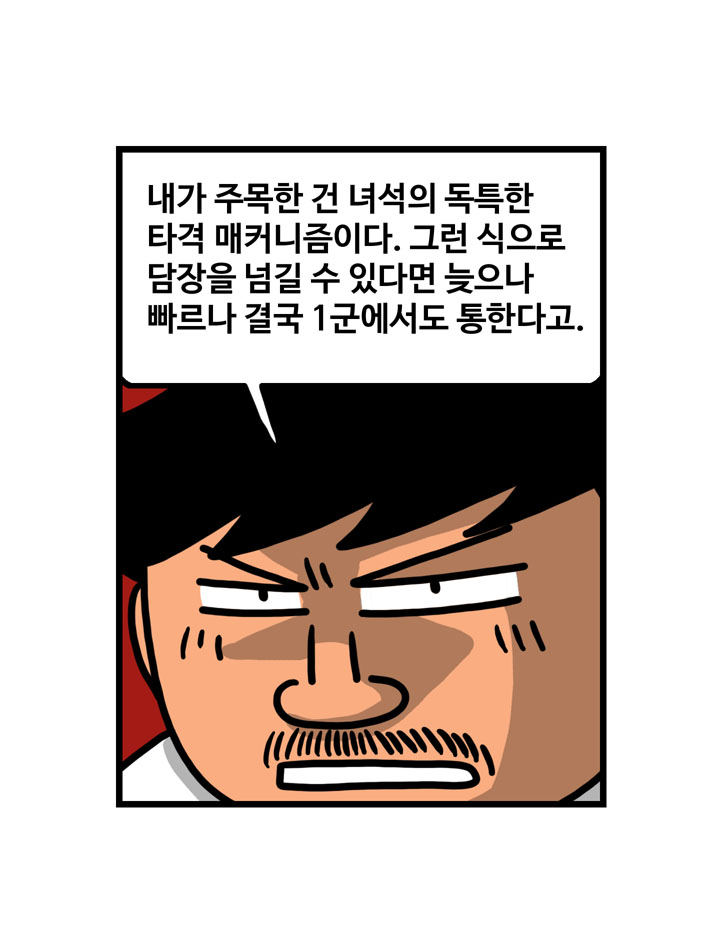 내가 주목한 건 녀석의 독특한
타격 매커니즘이다. 그런 식으로
담장을 넘길 수 있다면 늦으나
빠르나 결국 1군에서도 통한다고.